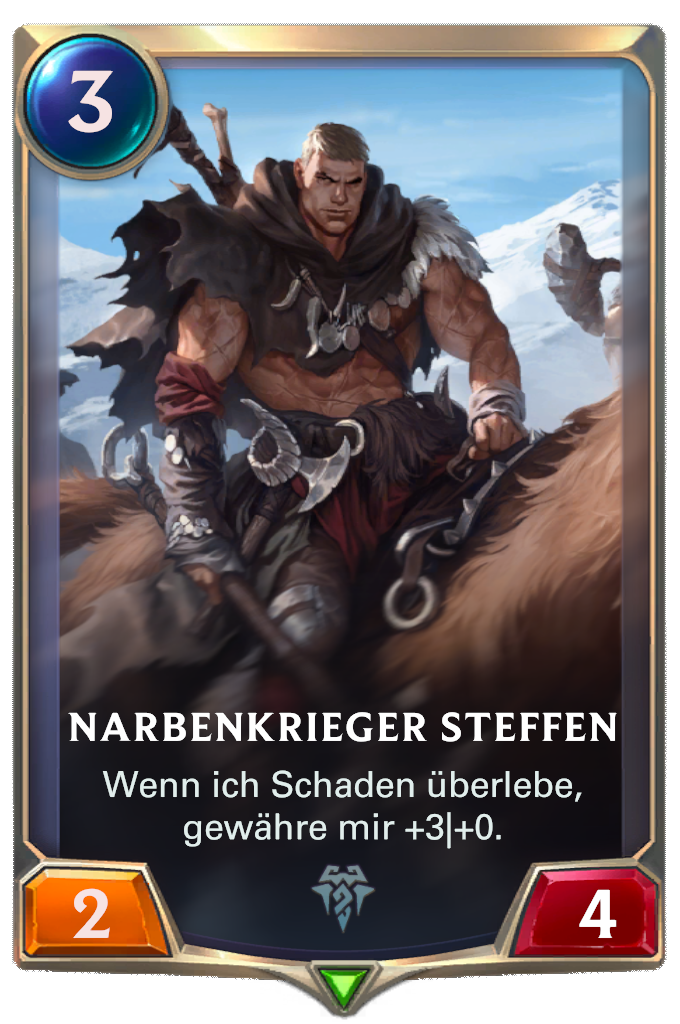 3
NARBENKRIEGER STEFFEN
Wenn ich Schaden überlebe,
gewähre mir +3|+0.
2
4